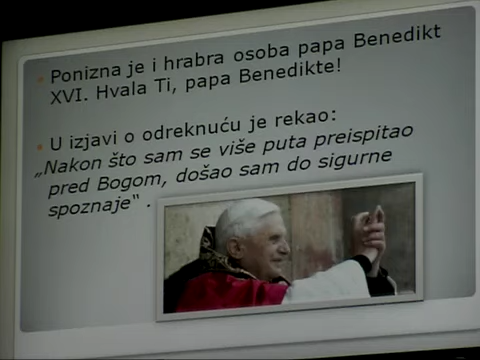 Ponizna je i hrabra osoba papa Benedikt
XVI. Hvala Ti, papa Benedikte!
U izjavi o odreknuću je rekao:
„Nakon što sam se više puta preispitao
pred Bogom, došao sam do sigurne
spoznaje“ .